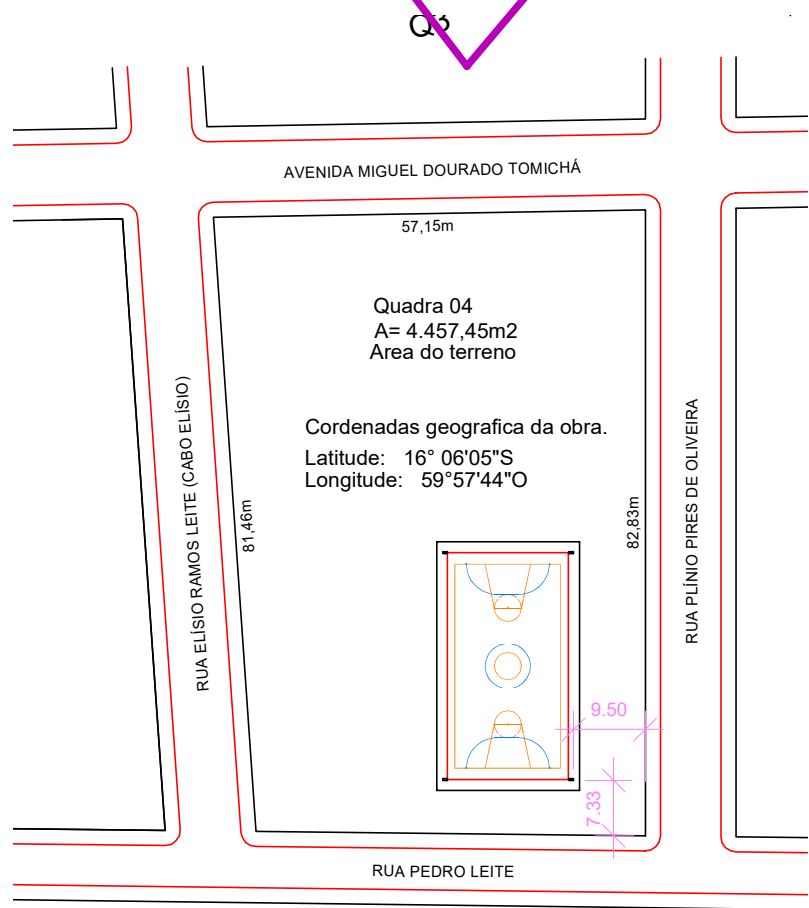 Q3
AVENIDA MIGUEL DOURADO TOMICHÁ
57,15m
Quadra 04
A= 4.457,45m2
Area do terreno
Cordenadas geografica da obra.
Latitude: 16° 06'05"S
Longitude: 59°57'44"O
RUA ELÍSIO RAMOS LEITE (CABO ELÍSIO)
81,46m
82,83m
RUA PLÍNIO PIRES DE OLIVEIRA
9.50
7.33
RUA PEDRO LEITE